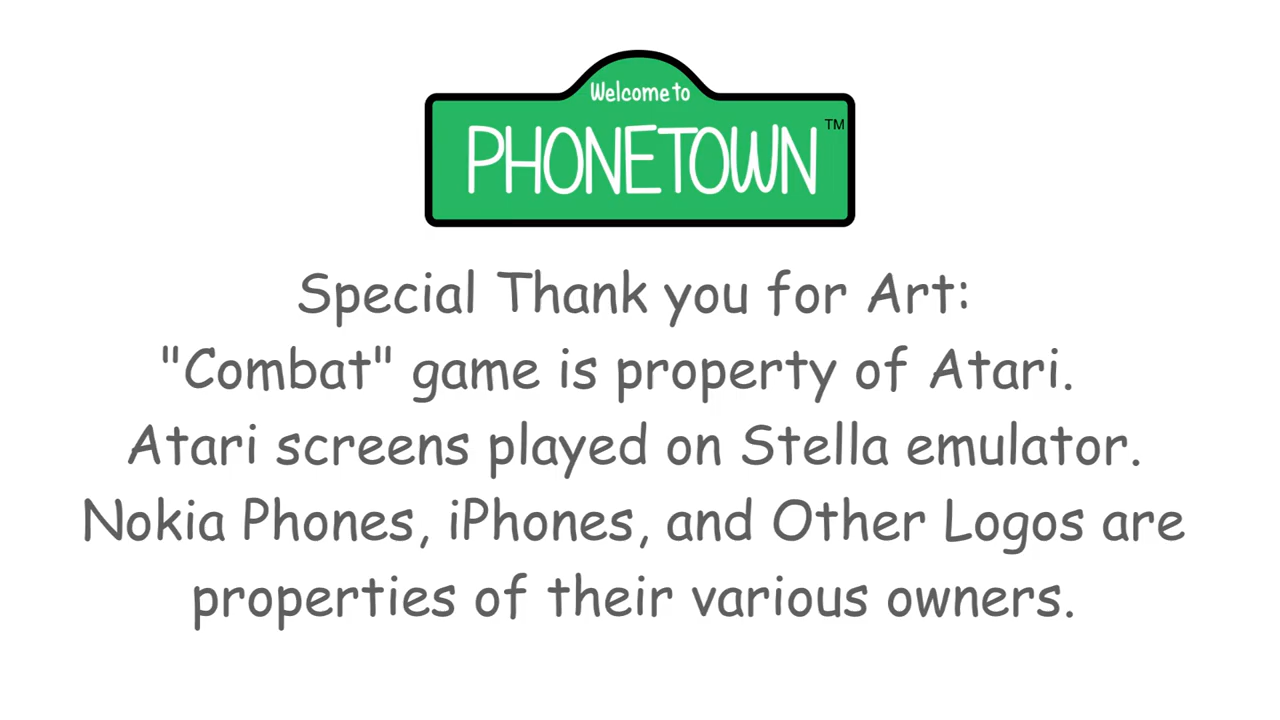 Welcome to
PHONETOWN™
Special Thank you for Art:
"Combat" game is property of Atari.
Atari screens played on Stella emulator.
Nokia Phones, iPhones, and Other Logos are
properties of their various owners.